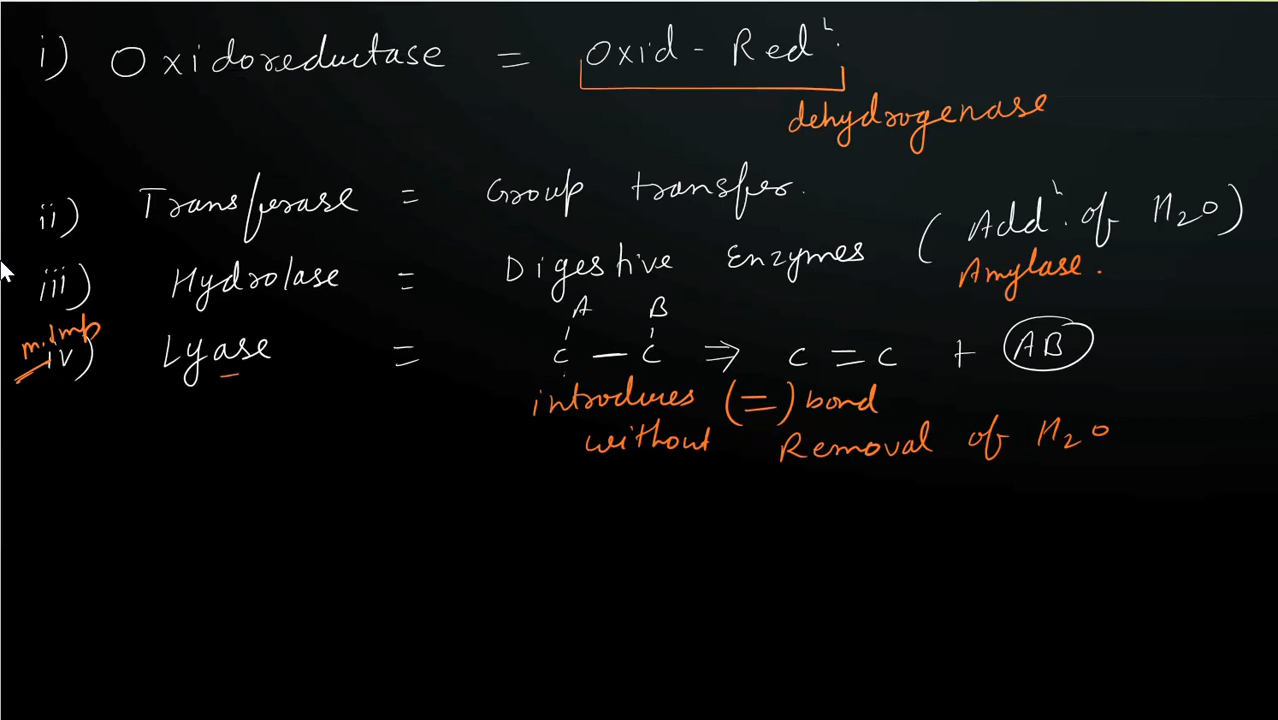 i) Oxidoreductase = Oxid - Redⁿ.
dehydrogenase
ii) Transferase = Group transfer.
iii) Hydrolase = Digestive Enzymes (Addⁿ. of H₂O)
Amylase.
A B
m.imp
iv) Lyase = C — C ⇒ C = C + AB
introduces (=) bond
without Removal of H₂O